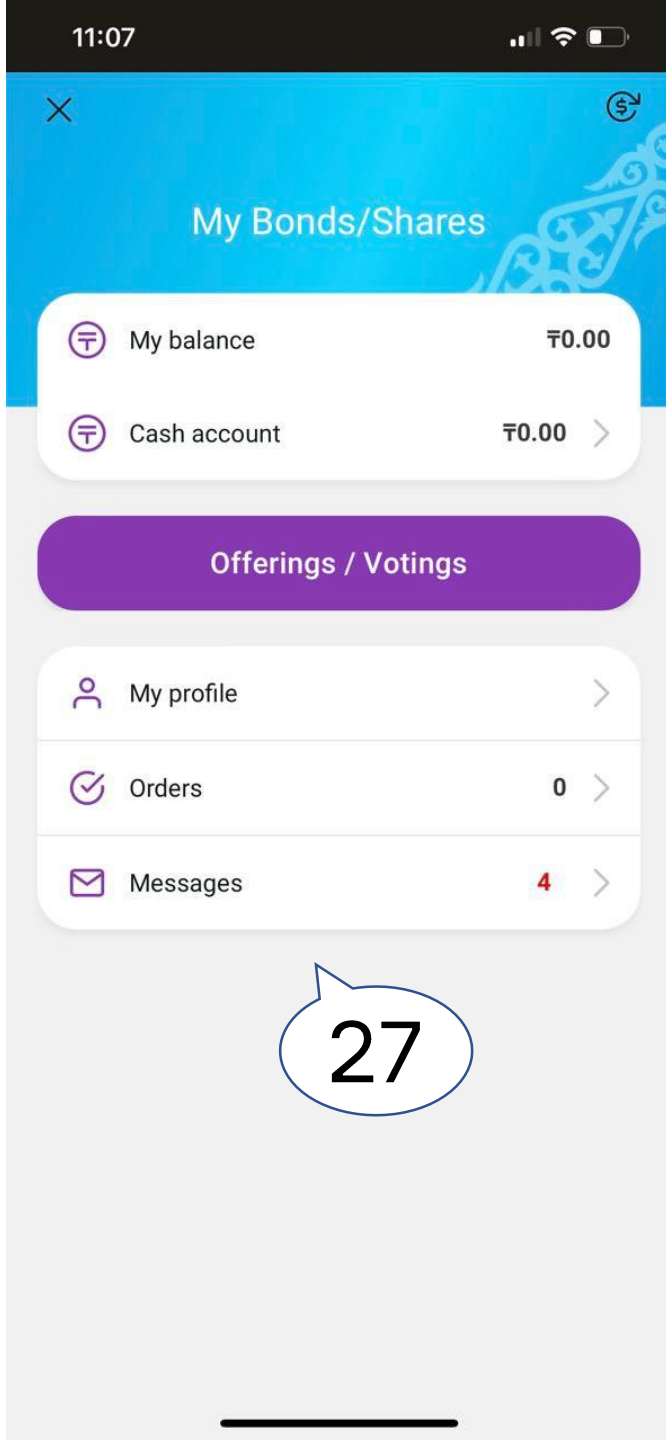 11:07
My Bonds/Shares
My balance ₸0.00
Cash account ₸0.00
Offerings / Votings
My profile
Orders 0
Messages 4
27